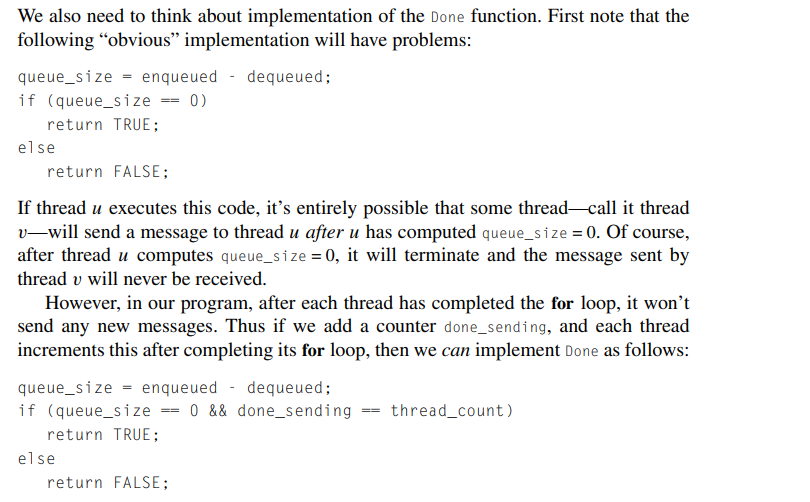 We also need to think about implementation of the Done function. First note that the
following “obvious” implementation will have problems:
queue_size = enqueued - dequeued;
if (queue_size == 0)
return TRUE;
else
return FALSE;
If thread u executes this code, it’s entirely possible that some thread—call it thread
v—will send a message to thread u after u has computed queue_size = 0. Of course,
after thread u computes queue_size = 0, it will terminate and the message sent by
thread v will never be received.
However, in our program, after each thread has completed the for loop, it won’t
send any new messages. Thus if we add a counter done_sending, and each thread
increments this after completing its for loop, then we can implement Done as follows:
queue_size = enqueued - dequeued;
if (queue_size == 0 && done_sending == thread_count)
return TRUE;
else
return FALSE;